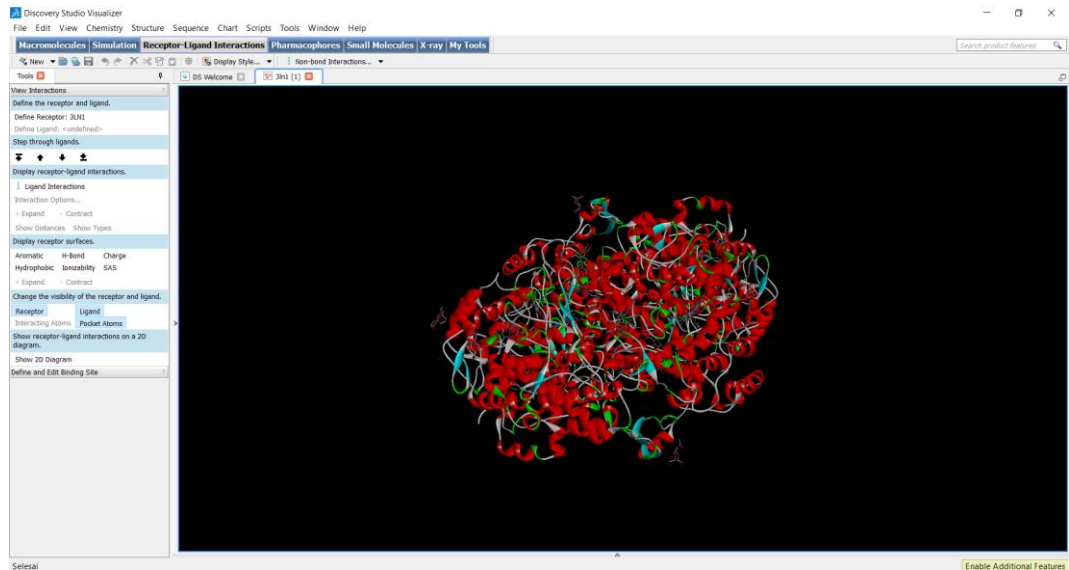 Discovery Studio Visualizer
File Edit View Chemistry Structure Sequence Chart Scripts Tools Window Help
Macromolecules Simulation Receptor-Ligand Interactions Pharmacophores Small Molecules X-ray My Tools
Search product features
New Display Style... Non-bond Interactions...
Tools DS Welcome 3ln1 (1)
View Interactions
Define the receptor and ligand.
Define Receptor: 3LN1
Define Ligand: <undefined>
Step through ligands.
Display receptor-ligand interactions.
Ligand Interactions
Interaction Options...
+ Expand - Contract
Show Distances Show Types
Display receptor surfaces.
Aromatic H-Bond Charge
Hydrophobic Ionizability SAS
+ Expand - Contract
Change the visibility of the receptor and ligand.
Receptor Ligand
Interacting Atoms Pocket Atoms
Show receptor-ligand interactions on a 2D
diagram.
Show 2D Diagram
Define and Edit Binding Site
Selesai Enable Additional Features